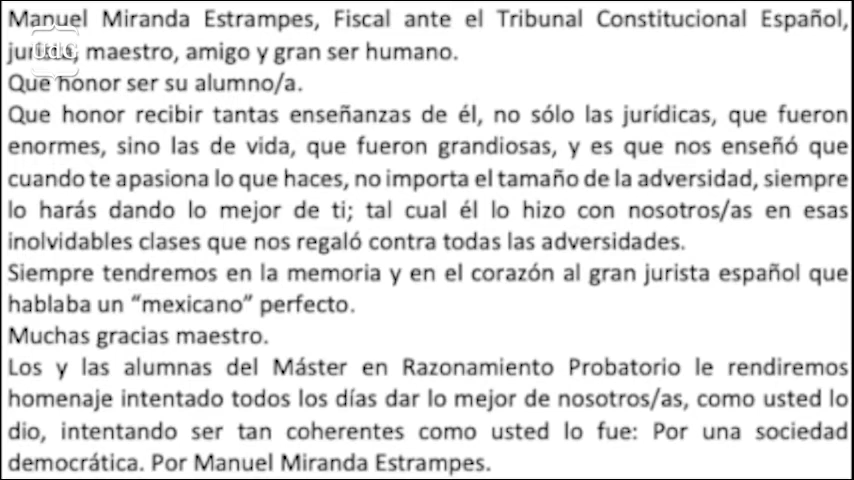 Manuel Miranda Estrampes, Fiscal ante el Tribunal Constitucional Español,
jurista, maestro, amigo y gran ser humano.
UdG
Que honor ser su alumno/a.
Que honor recibir tantas enseñanzas de él, no sólo las jurídicas, que fueron
enormes, sino las de vida, que fueron grandiosas, y es que nos enseñó que
cuando te apasiona lo que haces, no importa el tamaño de la adversidad, siempre
lo harás dando lo mejor de ti; tal cual él lo hizo con nosotros/as en esas
inolvidables clases que nos regaló contra todas las adversidades.
Siempre tendremos en la memoria y en el corazón al gran jurista español que
hablaba un “mexicano” perfecto.
Muchas gracias maestro.
Los y las alumnas del Máster en Razonamiento Probatorio le rendiremos
homenaje intentado todos los días dar lo mejor de nosotros/as, como usted lo
dio, intentando ser tan coherentes como usted lo fue: Por una sociedad
democrática. Por Manuel Miranda Estrampes.